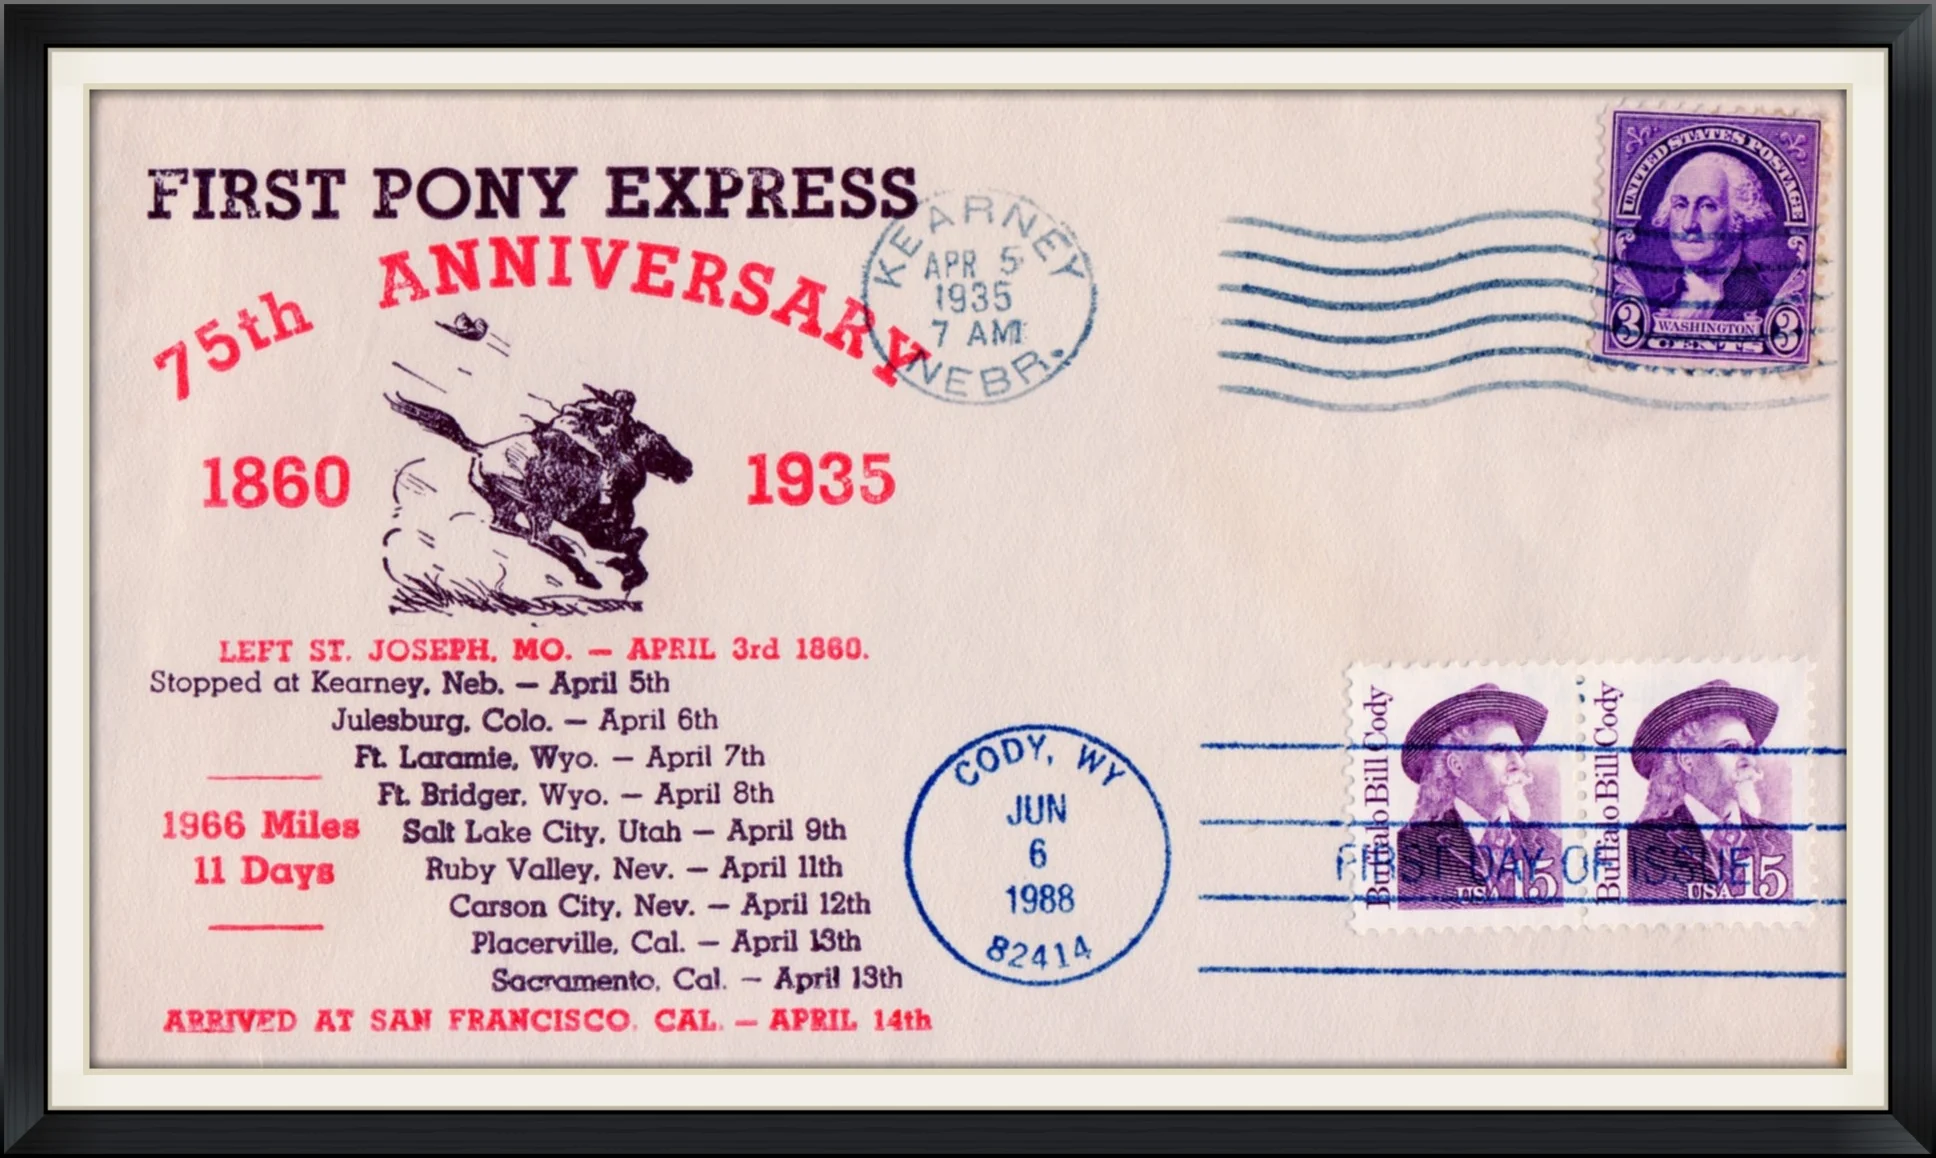 FIRST PONY EXPRESS
75th ANNIVERSARY
1860 1935
LEFT ST. JOSEPH, MO. — APRIL 3rd 1860.
Stopped at Kearney, Neb. — April 5th
Julesburg, Colo. — April 6th
Ft. Laramie, Wyo. — April 7th
Ft. Bridger, Wyo. — April 8th
Salt Lake City, Utah — April 9th
Ruby Valley, Nev. — April 11th
Carson City, Nev. — April 12th
Placerville, Cal. — April 13th
Sacramento, Cal. — April 13th
ARRIVED AT SAN FRANCISCO, CAL. — APRIL 14th
1966 Miles
11 Days
KEARNEY
APR 5
1935
7 AM
NEBR.
UNITED STATES POSTAGE
3 WASHINGTON 3
CENTS
CODY, WY
JUN
6
1988
82414
Buffalo Bill Cody
USA 15
Buffalo Bill Cody
USA 15
FIRST DAY OF ISSUE